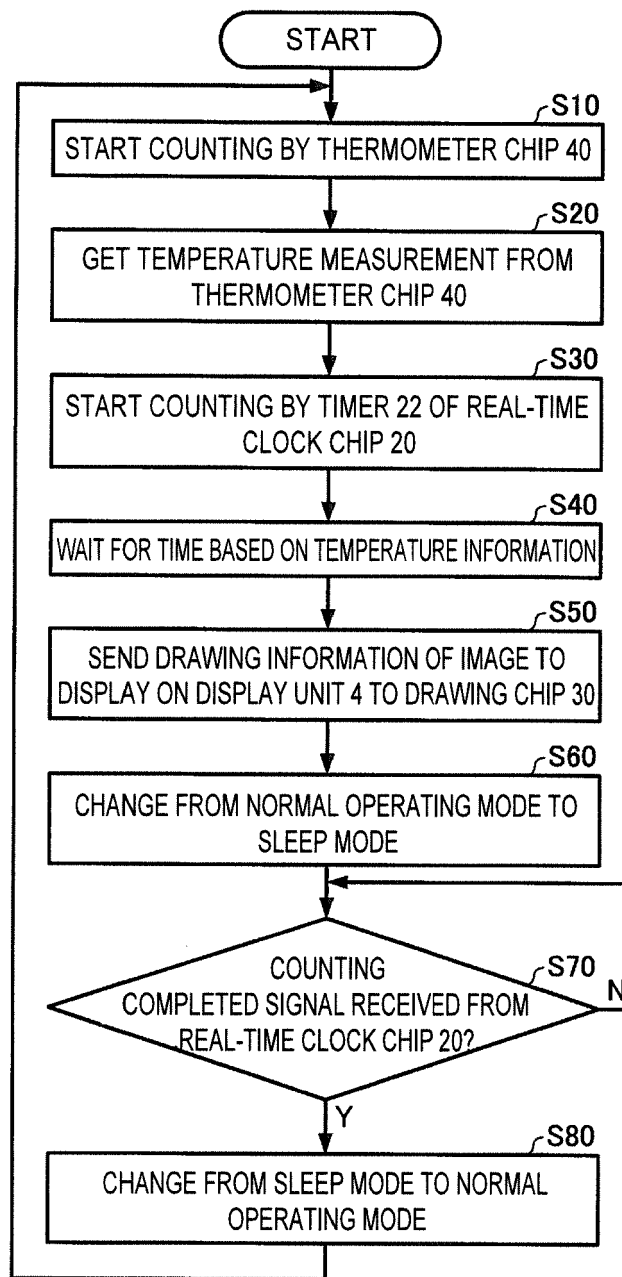 START
S10
START COUNTING BY THERMOMETER CHIP 40
S20
GET TEMPERATURE MEASUREMENT FROM
THERMOMETER CHIP 40
S30
START COUNTING BY TIMER 22 OF REAL-TIME
CLOCK CHIP 20
S40
WAIT FOR TIME BASED ON TEMPERATURE INFORMATION
S50
SEND DRAWING INFORMATION OF IMAGE TO
DISPLAY ON DISPLAY UNIT 4 TO DRAWING CHIP 30
S60
CHANGE FROM NORMAL OPERATING MODE TO
SLEEP MODE
S70
COUNTING
COMPLETED SIGNAL RECEIVED FROM
REAL-TIME CLOCK CHIP 20?
N
Y
S80
CHANGE FROM SLEEP MODE TO NORMAL
OPERATING MODE